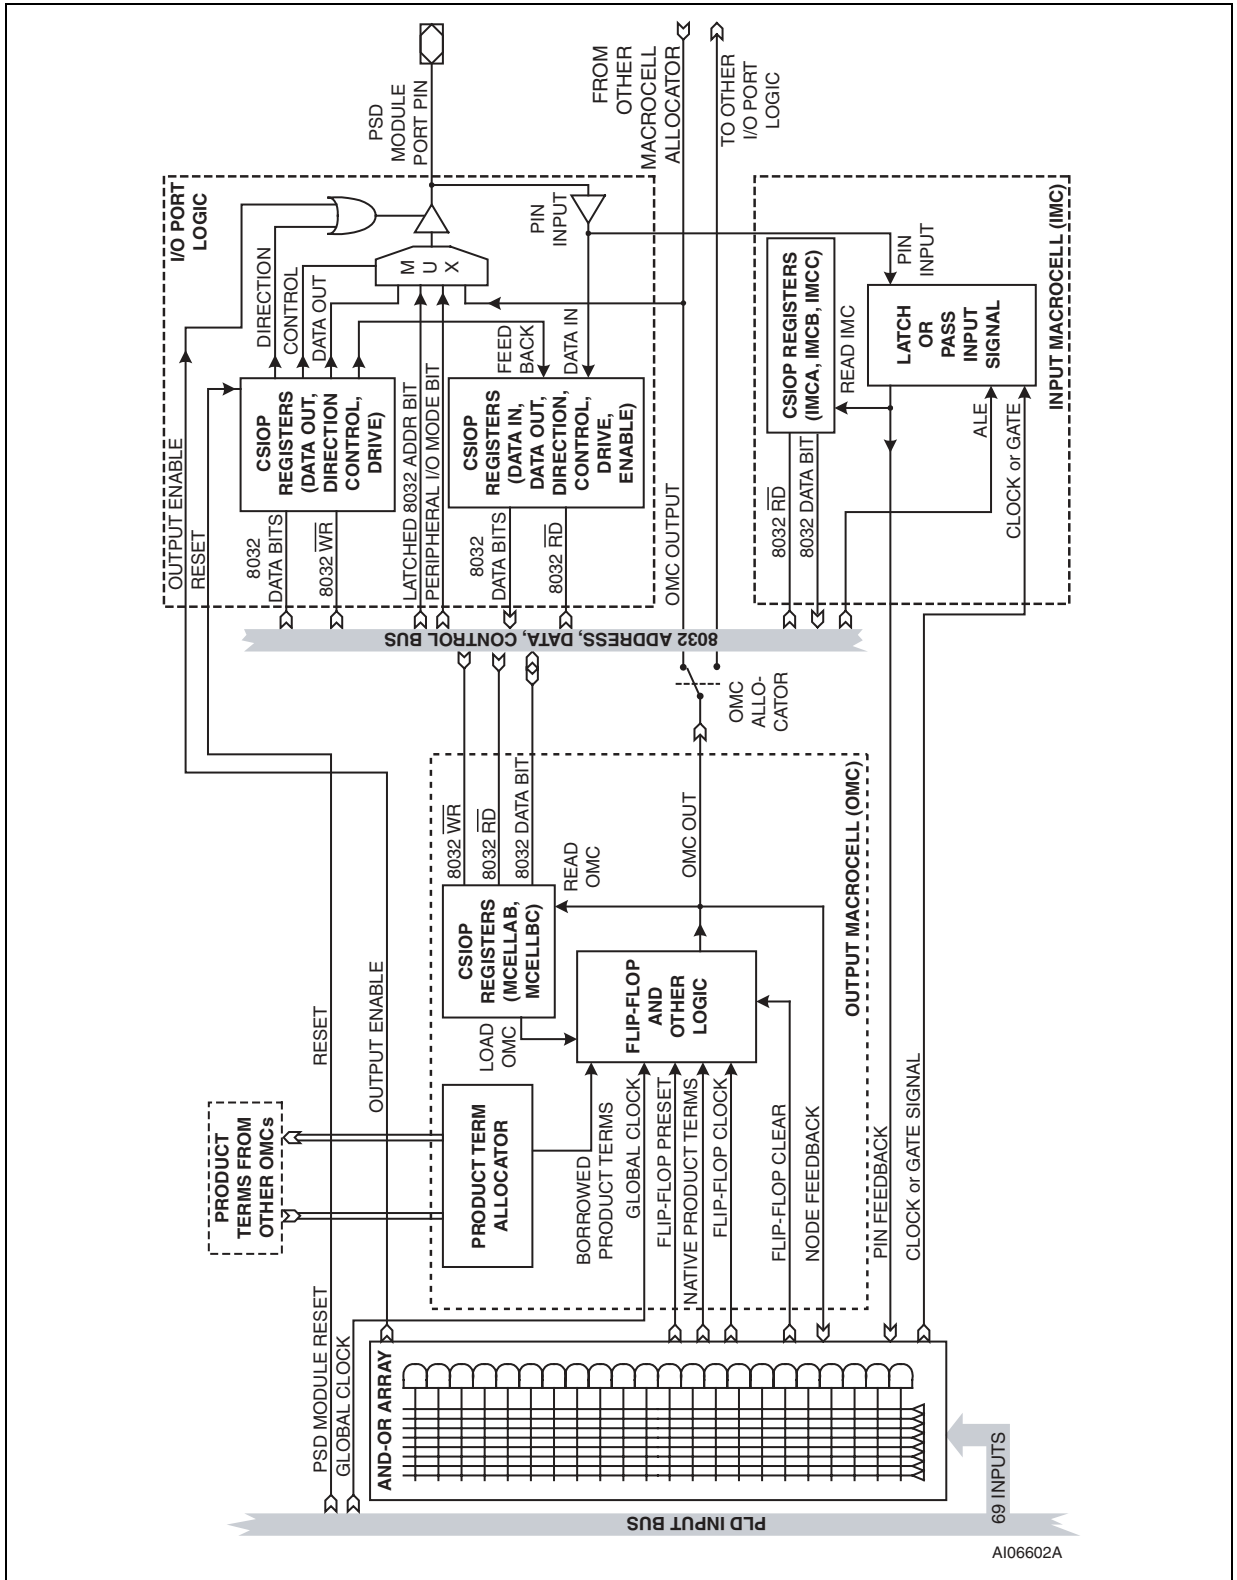 PSD
MODULE
PORT PIN
FROM
OTHER
MACROCELL
ALLOCATOR
TO OTHER
I/O PORT
LOGIC
I/O PORT
LOGIC
OUTPUT ENABLE
RESET
DIRECTION
CONTROL
DATA OUT
M
U
X
PIN
INPUT
CSIOP
REGISTERS
(DATA OUT,
DIRECTION
CONTROL,
DRIVE)
LATCHED 8032 ADDR BIT
PERIPHERAL I/O MODE BIT
FEED
BACK
DATA IN
CSIOP
REGISTERS
(DATA IN,
DATA OUT,
DIRECTION,
CONTROL,
DRIVE,
ENABLE)
8032
DATA BITS
8032 WR
8032
DATA BITS
8032 RD
OMC OUTPUT
CSIOP REGISTERS
(IMCA, IMCB, IMCC)
READ IMC
PIN
INPUT
LATCH
OR
PASS
INPUT
SIGNAL
INPUT MACROCELL (IMC)
ALE
CLOCK or GATE
8032 RD
8032 DATA BIT
8032 ADDRESS, DATA, CONTROL BUS
OMC
ALLO-
CATOR
8032 WR
8032 RD
8032 DATA BIT
CSIOP
REGISTERS
(MCELLAB,
MCELLBC)
READ
OMC
OMC OUT
OUTPUT MACROCELL (OMC)
LOAD
OMC
FLIP-FLOP
AND
OTHER
LOGIC
RESET
OUTPUT ENABLE
PRODUCT
TERMS FROM
OTHER OMCs
PRODUCT TERM
ALLOCATOR
BORROWED
PRODUCT TERMS
GLOBAL CLOCK
FLIP-FLOP PRESET
NATIVE PRODUCT TERMS
FLIP-FLOP CLOCK
FLIP-FLOP CLEAR
NODE FEEDBACK
PIN FEEDBACK
CLOCK or GATE SIGNAL
PSD MODULE RESET
GLOBAL CLOCK
AND-OR ARRAY
PLD INPUT BUS
69 INPUTS
AI06602A